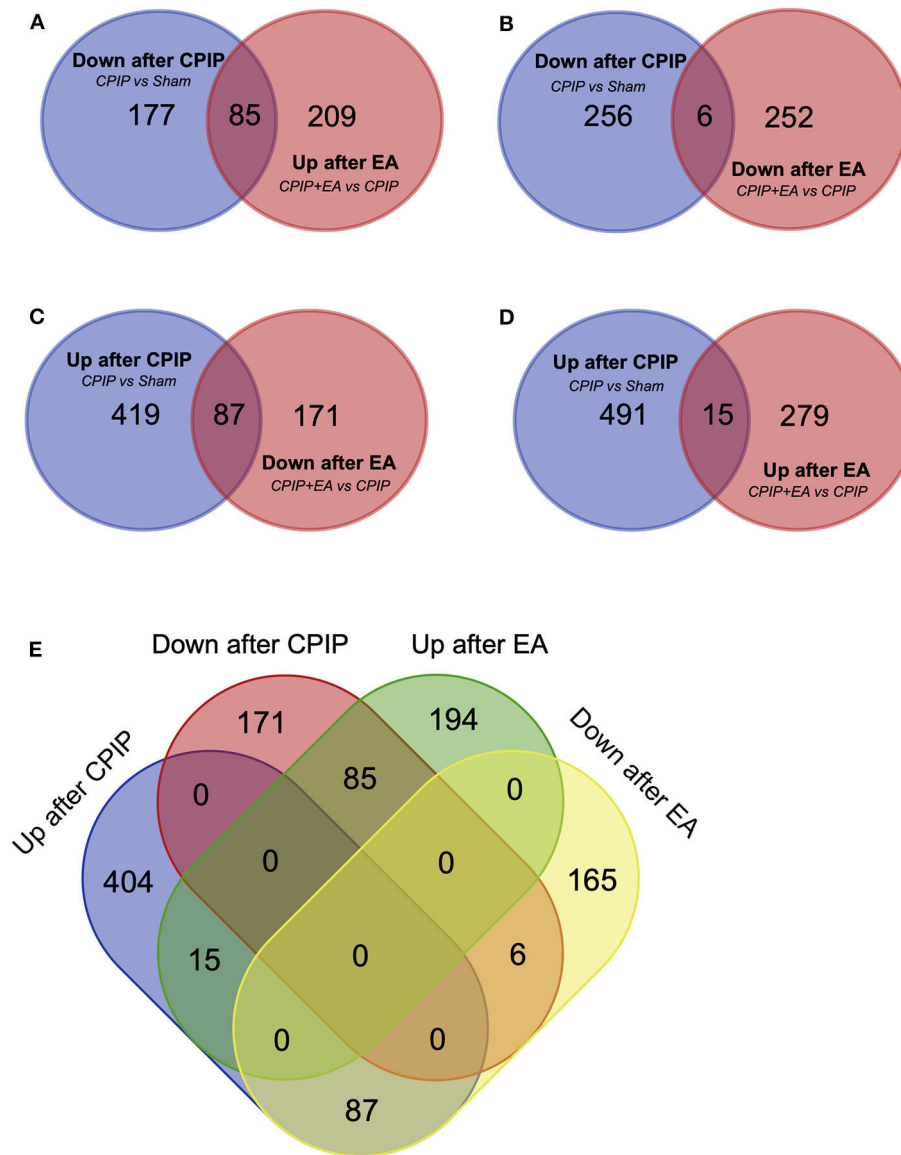 A
Down after CPIP
CPIP vs Sham
177
85
209
Up after EA
CPIP+EA vs CPIP
B
Down after CPIP
CPIP vs Sham
256
6
252
Down after EA
CPIP+EA vs CPIP
C
Up after CPIP
CPIP vs Sham
419
87
171
Down after EA
CPIP+EA vs CPIP
D
Up after CPIP
CPIP vs Sham
491
15
279
Up after EA
CPIP+EA vs CPIP
E
Down after CPIP
Up after EA
Up after CPIP
Down after EA
171
194
85
0
0
0
0
404
165
15
0
6
0
0
87